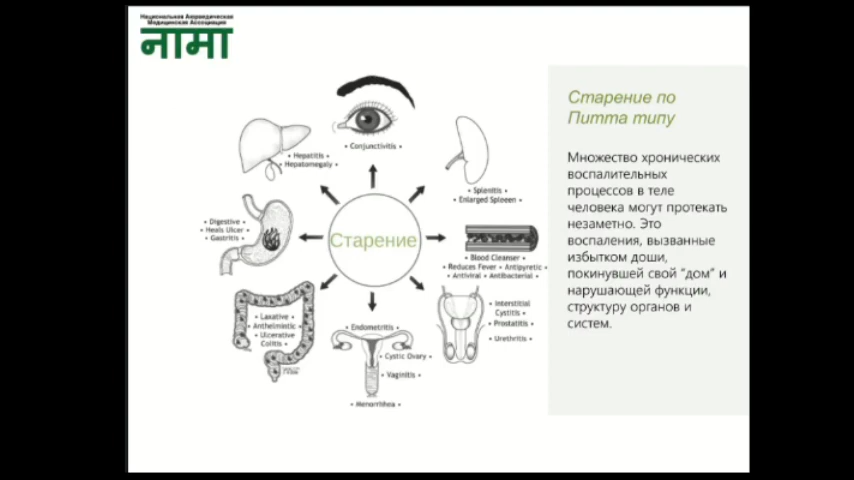 Национальная Аюрведическая
Медицинская Ассоциация
नामा
• Conjunctivitis •
• Hepatitis •
• Hepatomegaly •
• Splenitis •
• Enlarged Spleeen •
• Digestive •
• Heals Ulcer •
• Gastritis •
Старение
• Blood Cleanser •
• Reduces Fever • Antipyretic •
• Antiviral • Antibacterial •
• Laxative •
• Anthelmintic •
• Ulcerative
Colitis •
• Endometritis •
• Cystic Ovary •
• Vaginitis •
• Menorrhea •
• Interstitial
Cystitis •
• Prostatitis •
• Urethritis •
Старение по
Питта типу
Множество хронических
воспалительных
процессов в теле
человека могут протекать
незаметно. Это
воспаления, вызванные
избытком доши,
покинувшей свой “дом” и
нарушающей функции,
структуру органов и
систем.